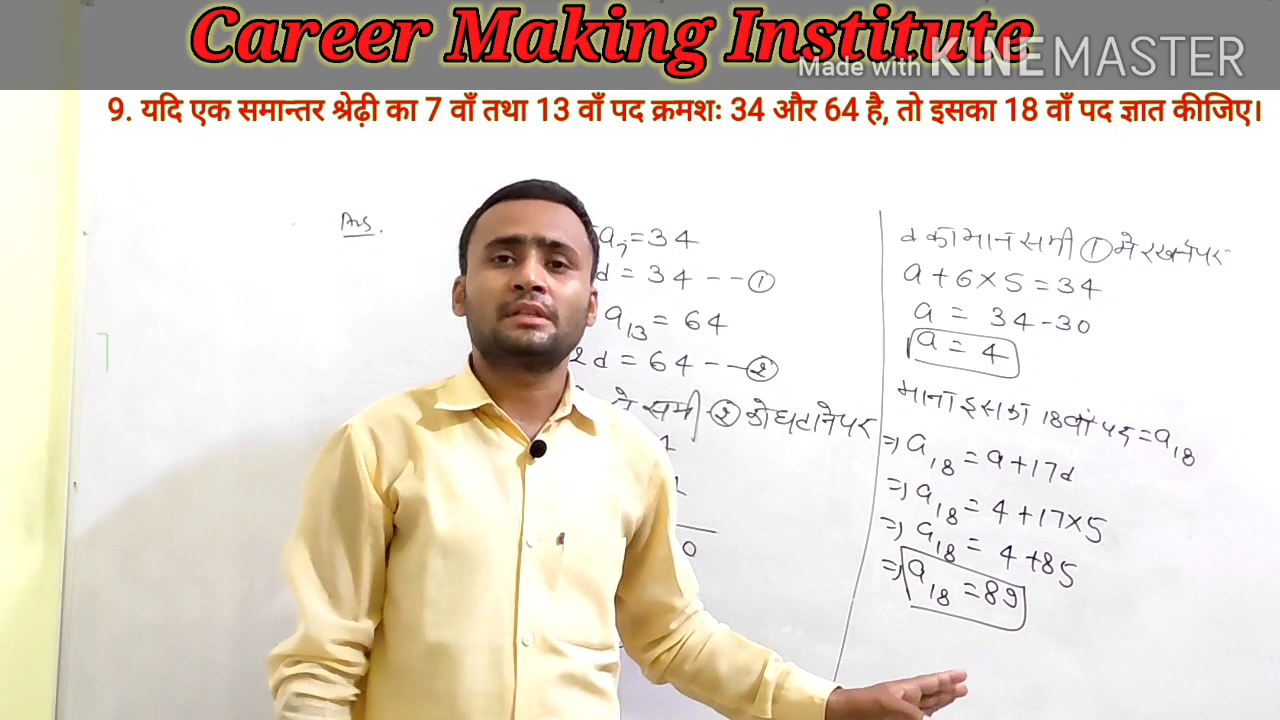 Career Making Institute
Made with KINEMASTER
9. यदि एक समान्तर श्रेढ़ी का 7 वाँ तथा 13 वाँ पद क्रमशः 34 और 64 है, तो इसका 18 वाँ पद ज्ञात कीजिए।
Ans.
a₇ = 34
d = 34 -- ①
a₁₃ = 64
2d = 64 -- ②
से समी ② को घटाने पर
0
d का मान समी ① मे रखने पर
a + 6 × 5 = 34
a = 34 - 30
a = 4
माना इसका 18वां पद = a₁₈
⇒ a₁₈ = a + 17d
⇒ a₁₈ = 4 + 17×5
⇒ a₁₈ = 4 + 85
⇒ a₁₈ = 89